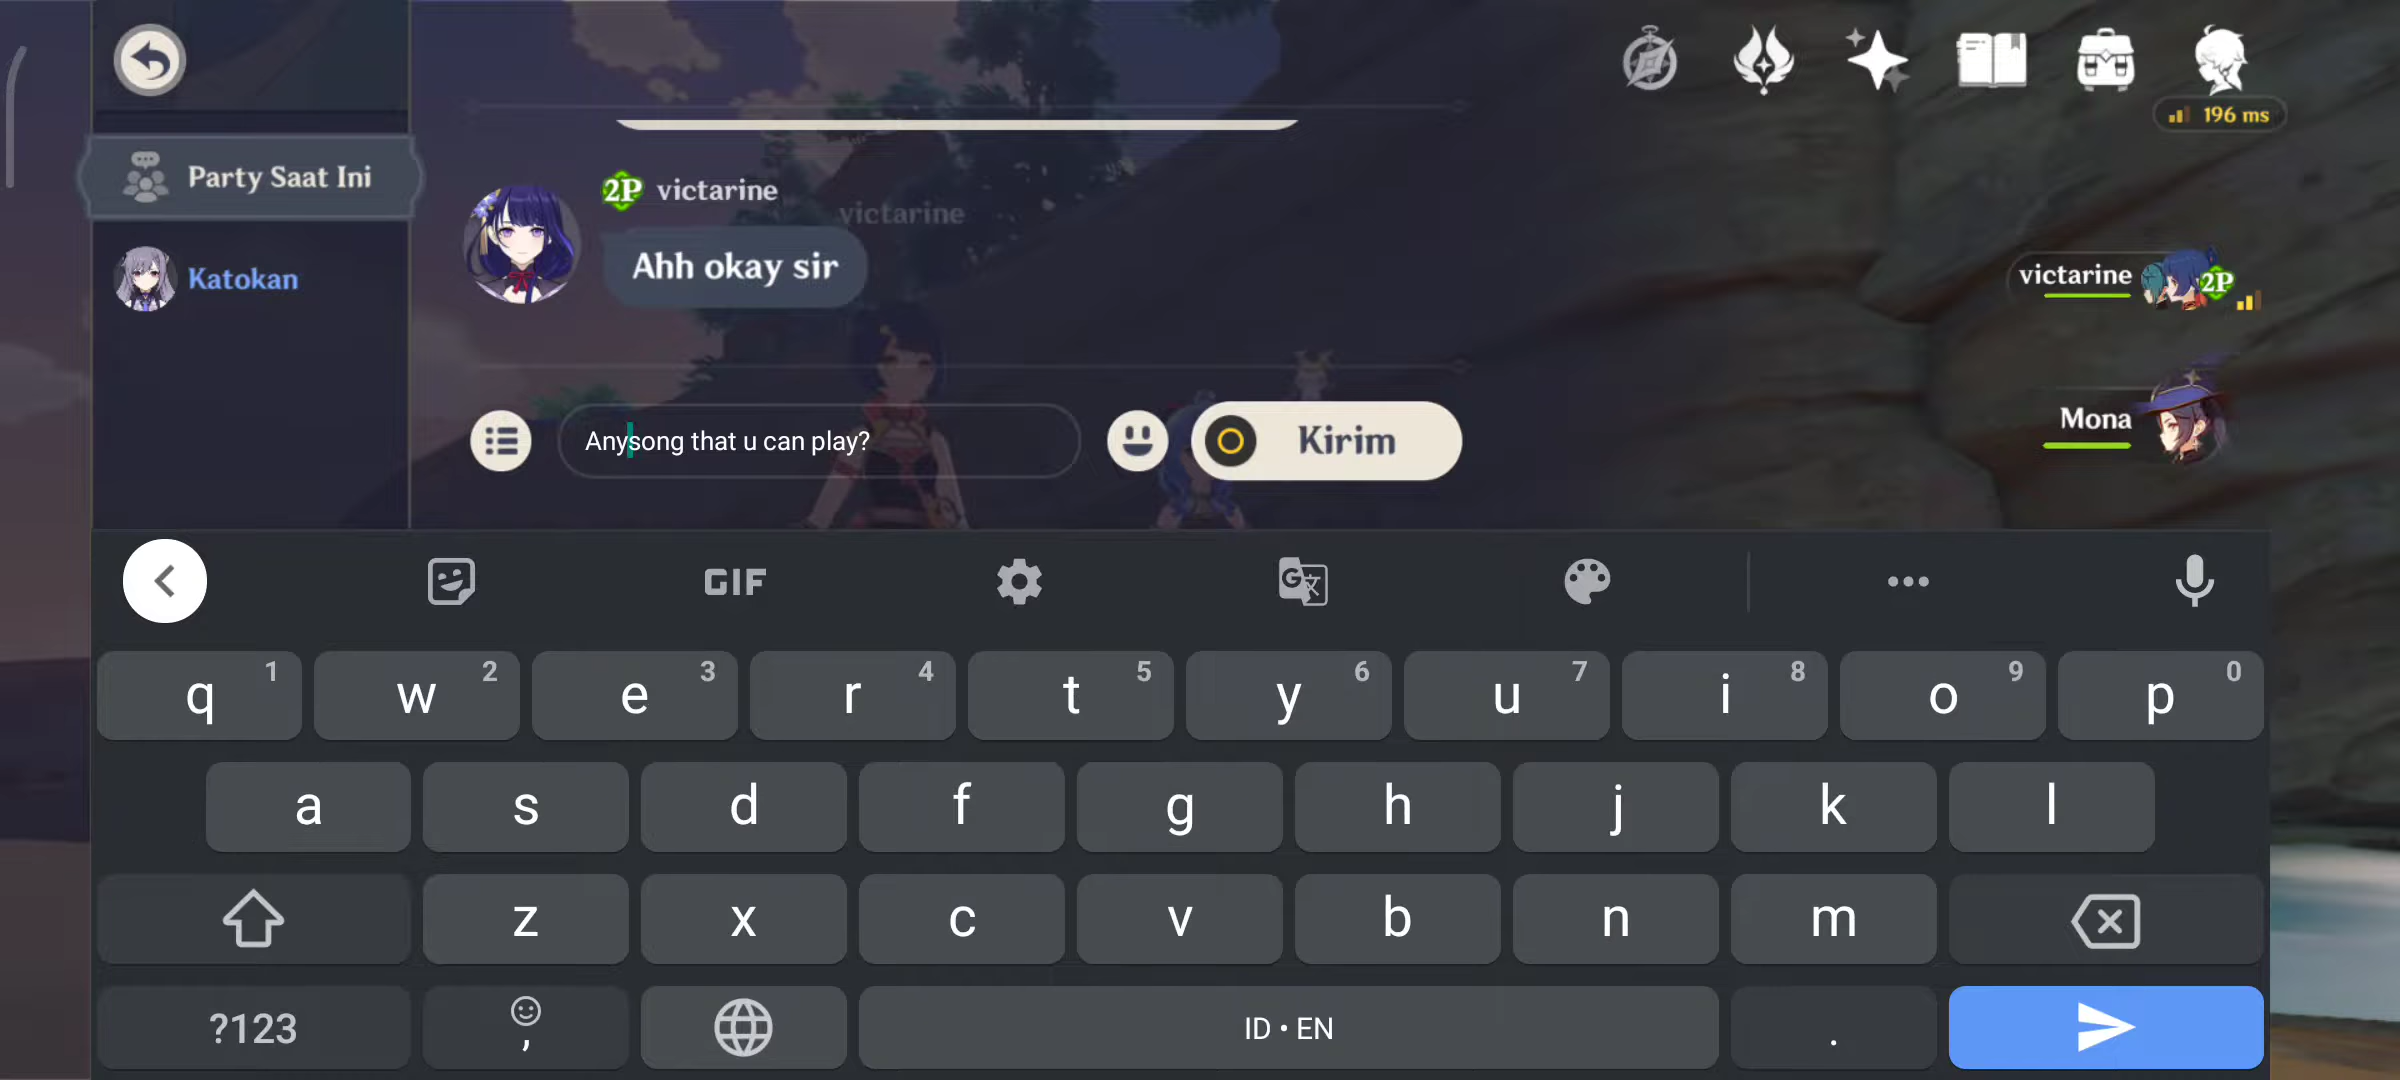 196 ms
Party Saat Ini
Katokan
2P victarine
victarine
Ahh okay sir
victarine 2P
Mona
Anysong that u can play?
Kirim
GIF
G
q 1 w 2 e 3 r 4 t 5 y 6 u 7 i 8 o 9 p 0
a s d f g h j k l
z x c v b n m
?123 , ID • EN .